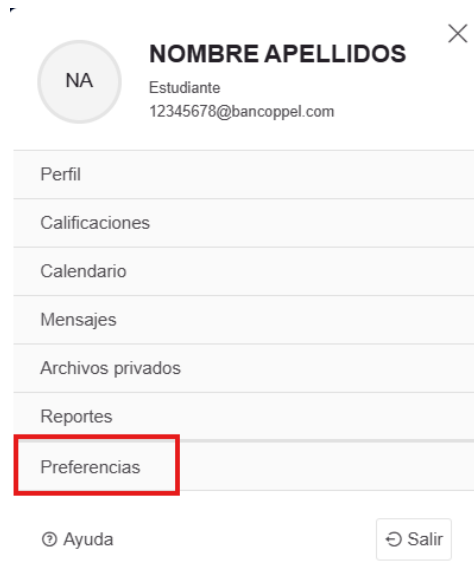 NA
NOMBRE APELLIDOS
Estudiante
12345678@bancoppel.com
Perfil
Calificaciones
Calendario
Mensajes
Archivos privados
Reportes
Preferencias
Ayuda
Salir